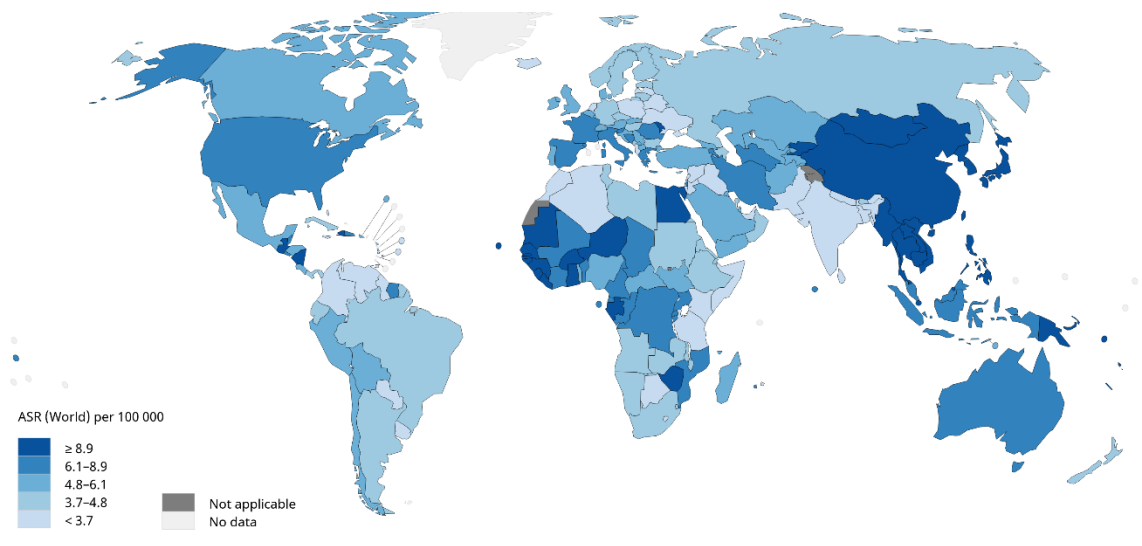 ASR (World) per 100 000
≥ 8.9
6.1–8.9
4.8–6.1
3.7–4.8
< 3.7
Not applicable
No data